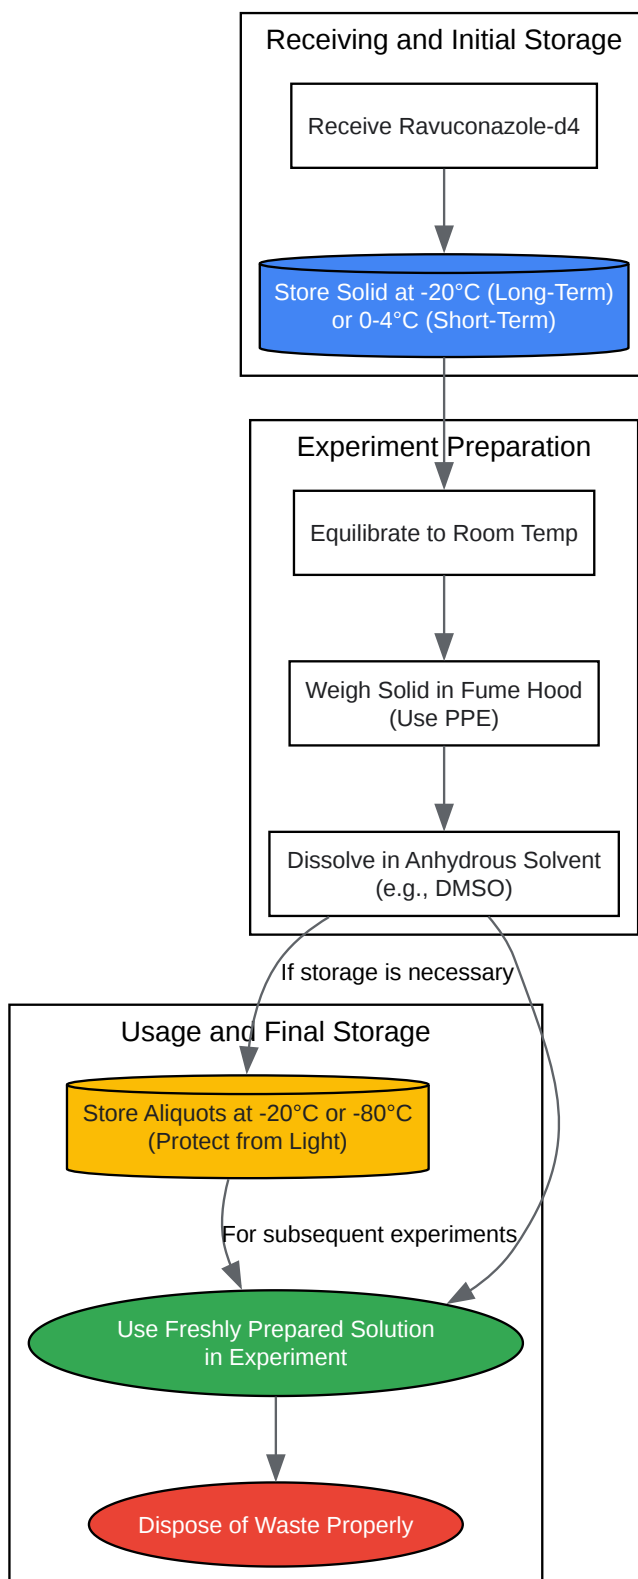 Receiving and Initial Storage
Receive Ravuconazole-d4
Store Solid at -20°C (Long-Term)
or 0-4°C (Short-Term)
Experiment Preparation
Equilibrate to Room Temp
Weigh Solid in Fume Hood
(Use PPE)
Dissolve in Anhydrous Solvent
(e.g., DMSO)
If storage is necessary
Usage and Final Storage
Store Aliquots at -20°C or -80°C
(Protect from Light)
For subsequent experiments
Use Freshly Prepared Solution
in Experiment
Dispose of Waste Properly